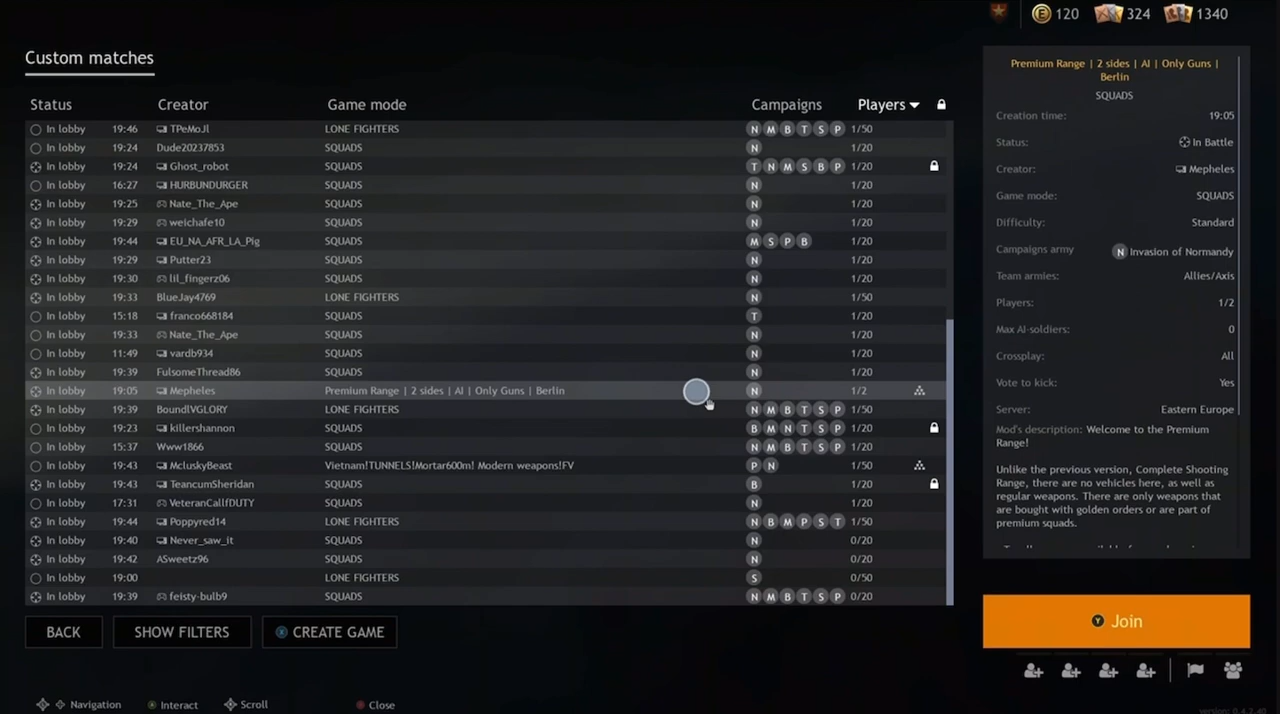 120 324 1340
Custom matches
Status Creator Game mode Campaigns Players
In lobby 19:46 TPeMoJl LONE FIGHTERS N M B T S P 1/50
In lobby 19:24 Dude20237853 SQUADS N 1/20
In lobby 19:24 Ghost_robot SQUADS T N M S B P 1/20
In lobby 16:27 HURBUNDURGER SQUADS N 1/20
In lobby 19:25 Nate_The_Ape SQUADS N 1/20
In lobby 19:29 weichafe10 SQUADS N 1/20
In lobby 19:44 EU_NA_AFR_LA_Pig SQUADS M S P B 1/20
In lobby 19:29 Putter23 SQUADS N 1/20
In lobby 19:30 lil_fingerz06 SQUADS N 1/20
In lobby 19:33 BlueJay4769 LONE FIGHTERS N 1/50
In lobby 15:18 franco668184 SQUADS T 1/20
In lobby 19:33 Nate_The_Ape SQUADS N 1/20
In lobby 11:49 vardb934 SQUADS N 1/20
In lobby 19:39 FulsomeThread86 SQUADS N 1/20
In lobby 19:05 Mepheles Premium Range | 2 sides | AI | Only Guns | Berlin N 1/2
In lobby 19:39 BoundlVGLORY LONE FIGHTERS N M B T S P 1/50
In lobby 19:23 killershannon SQUADS B M N T S P 1/20
In lobby 15:37 Www1866 SQUADS N M B T S P 1/20
In lobby 19:43 McluskyBeast Vietnam!TUNNELS!Mortar600m! Modern weapons!FV P N 1/50
In lobby 19:43 TeancumSheridan SQUADS B 1/20
In lobby 17:31 VeteranCallfDUTY SQUADS N 1/20
In lobby 19:44 Poppyred14 LONE FIGHTERS N B M P S T 1/50
In lobby 19:40 Never_saw_it SQUADS N 0/20
In lobby 19:42 ASweetz96 SQUADS N 0/20
In lobby 19:00 LONE FIGHTERS S 0/50
In lobby 19:39 feisty-bulb9 SQUADS N M B T S P 0/20
BACK SHOW FILTERS X CREATE GAME
Navigation A Interact Scroll Close
Premium Range | 2 sides | AI | Only Guns |
Berlin
SQUADS
Creation time: 19:05
Status: In Battle
Creator: Mepheles
Game mode: SQUADS
Difficulty: Standard
Campaigns army N Invasion of Normandy
Team armies: Allies/Axis
Players: 1/2
Max AI-soldiers: 0
Crossplay: All
Vote to kick: Yes
Server: Eastern Europe
Mod's description: Welcome to the Premium
Range!
Unlike the previous version, Complete Shooting
Range, there are no vehicles here, as well as
regular weapons. There are only weapons that
are bought with golden orders or are part of
premium squads.
Y Join
version: 0.4.2.40